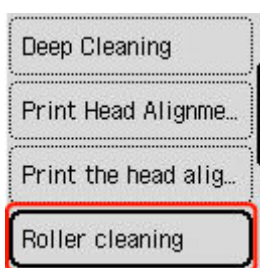 Deep Cleaning
Print Head Alignme...
Print the head alig...
Roller cleaning